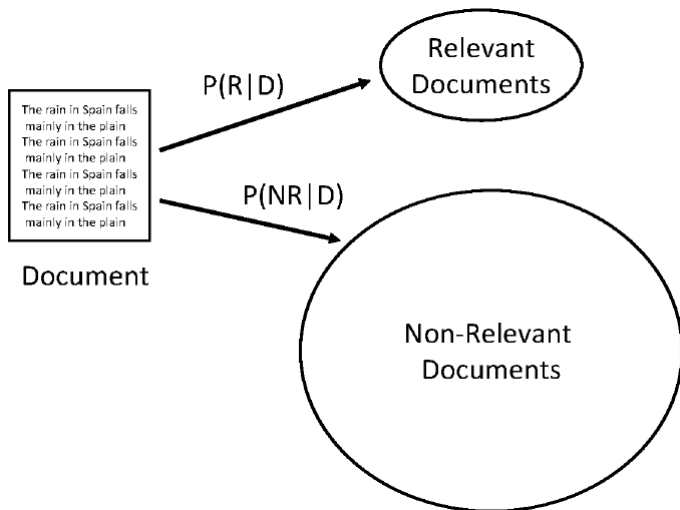 Relevant
Documents
P(R|D)
The rain in Spain falls
mainly in the plain
The rain in Spain falls
mainly in the plain
The rain in Spain falls
mainly in the plain
The rain in Spain falls
mainly in the plain
P(NR|D)
Document
Non-Relevant
Documents